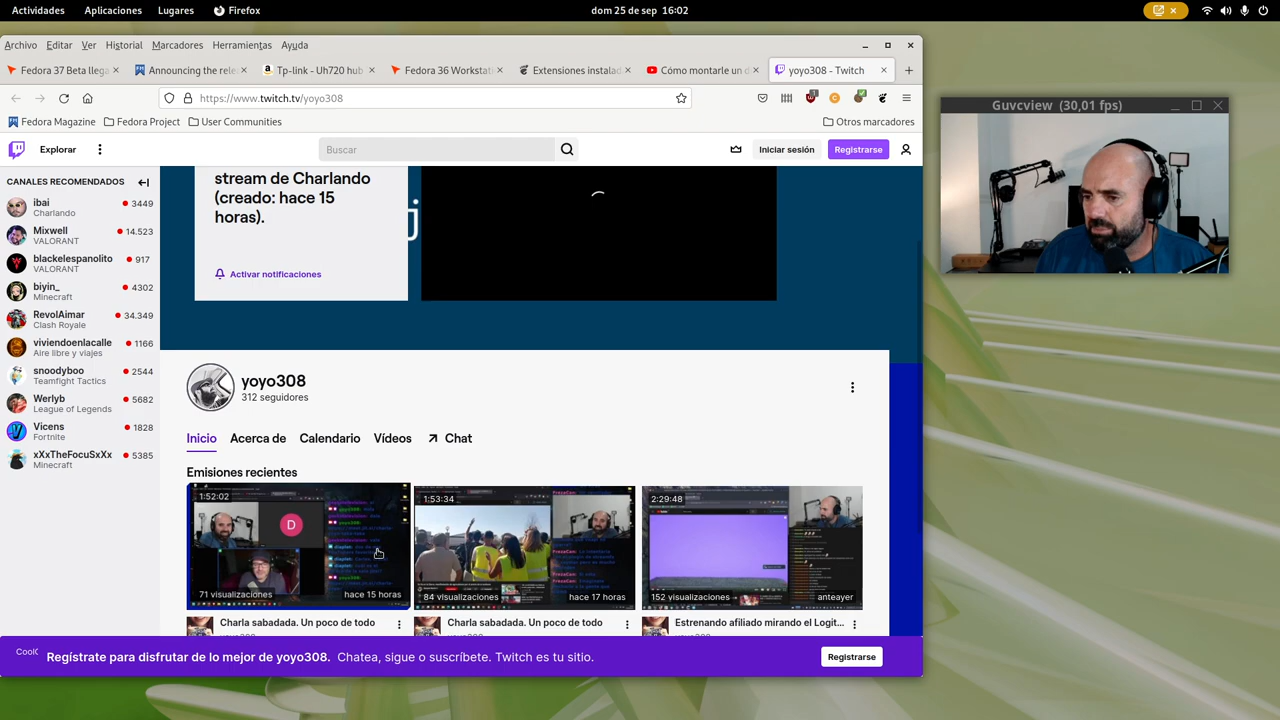 Actividades Aplicaciones Lugares Firefox dom 25 de sep 16:02
Archivo Editar Ver Historial Marcadores Herramientas Ayuda
Fedora 37 Beta llega Announcing the rele Tp-link - Uh720 hub Fedora 36 Workstat Extensiones instalad Cómo montarle un d yoyo308 - Twitch
https://www.twitch.tv/yoyo308
Fedora Magazine Fedora Project User Communities Otros marcadores
Explorar Buscar Iniciar sesión Registrarse
Guvcview (30,01 fps)
CANALES RECOMENDADOS
ibai 3449
Charlando
Mixwell 14.523
VALORANT
blackelespanolito 917
VALORANT
biyin_ 4302
Minecraft
RevolAimar 34.349
Clash Royale
viviendoenlacalle 1166
Aire libre y viajes
snoodyboo 2544
Teamfight Tactics
Werlyb 5682
League of Legends
Vicens 1828
Fortnite
xXxTheFocuSxXx 5385
Minecraft
stream de Charlando
(creado: hace 15
horas).
j
Activar notificaciones
yoyo308
312 seguidores
Inicio Acerca de Calendario Vídeos Chat
Emisiones recientes
1:52:02 1:53:34 2:29:48
D
71 visualizaciones hace 15 horas 84 visualizaciones hace 17 horas 152 visualizaciones anteayer
Charla sabadada. Un poco de todo Charla sabadada. Un poco de todo Estrenando afiliado mirando el Logit...
Regístrate para disfrutar de lo mejor de yoyo308. Chatea, sigue o suscríbete. Twitch es tu sitio. Registrarse